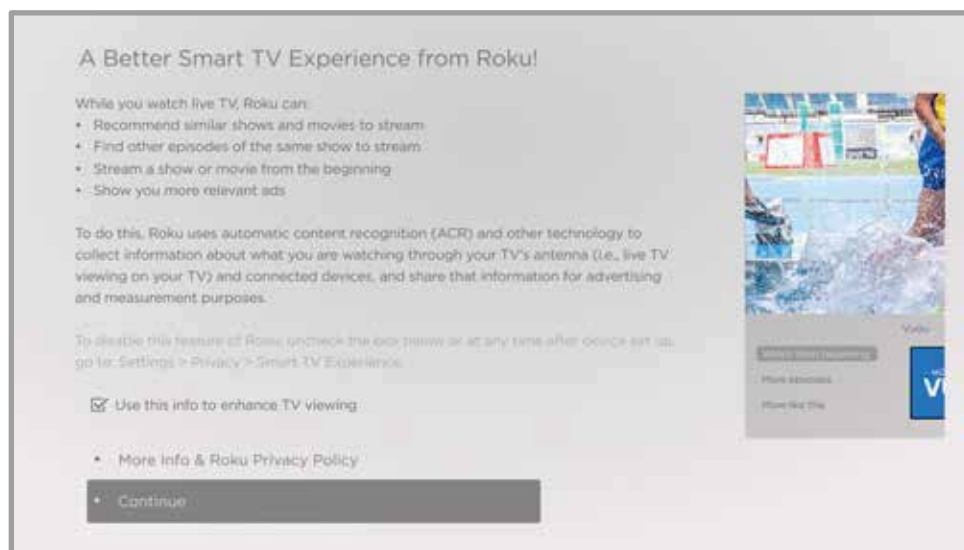 A Better Smart TV Experience from Roku!
While you watch live TV, Roku can:
• Recommend similar shows and movies to stream
• Find other episodes of the same show to stream
• Stream a show or movie from the beginning
• Show you more relevant ads
To do this, Roku uses automatic content recognition (ACR) and other technology to
collect information about what you are watching through your TV's antenna (i.e., live TV
viewing on your TV) and connected devices, and share that information for advertising
and measurement purposes.
To disable this feature of Roku, uncheck the box below or at any time after device set up,
go to: Settings > Privacy > Smart TV Experience.
Use this info to enhance TV viewing
• More Info & Roku Privacy Policy
• Continue
Vudu
Watch from beginning
More episodes
More like this